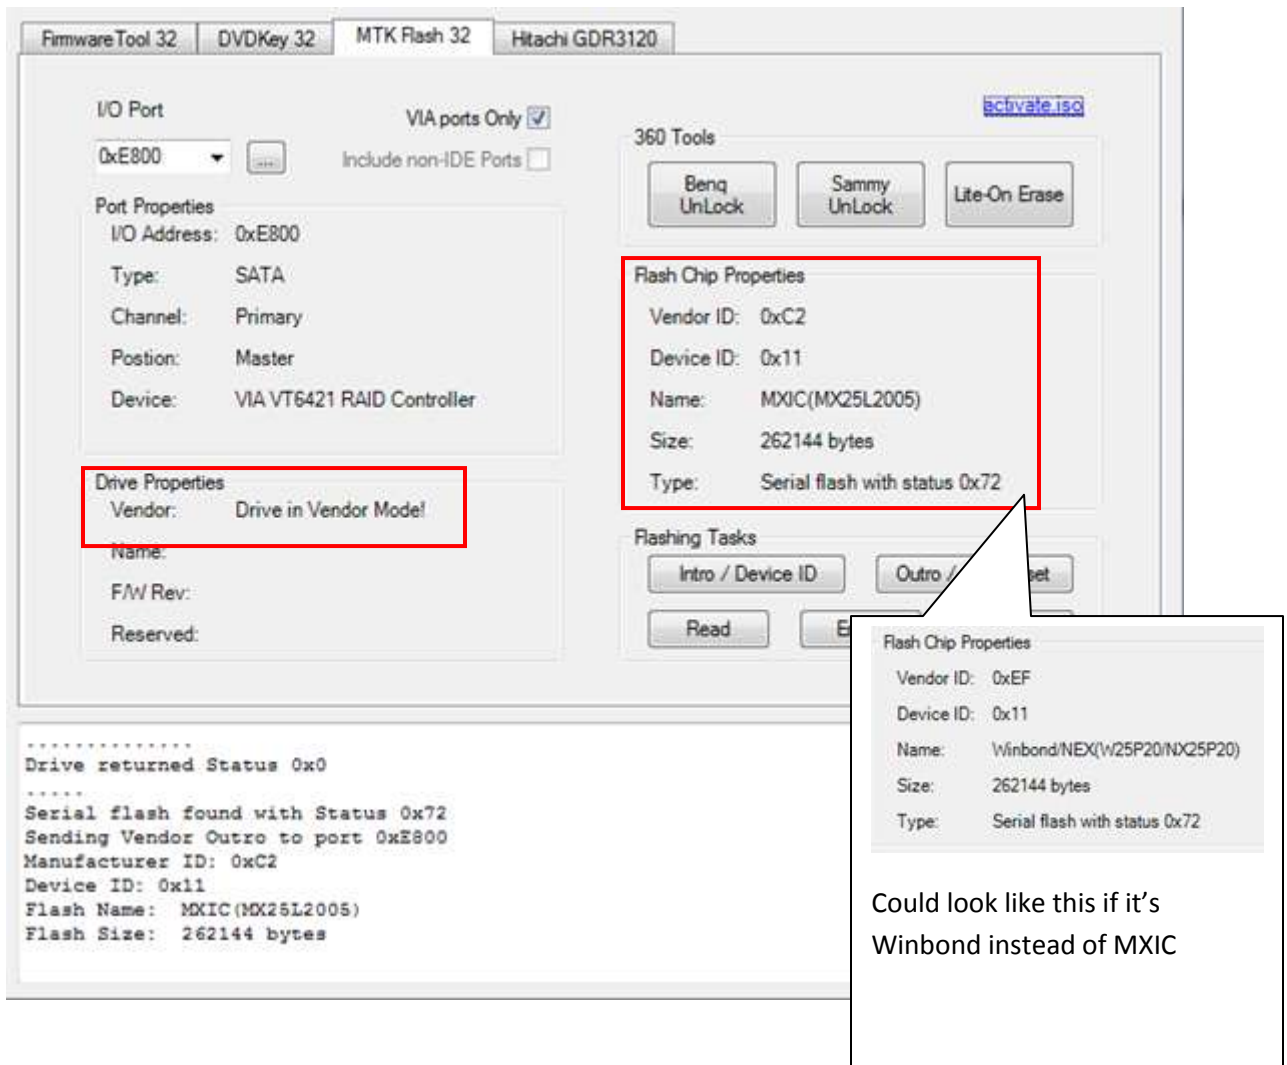 FirmwareTool 32 DVDKey 32 MTK Flash 32 Hitachi GDR3120
I/O Port
VIA ports Only
activate.iso
0xE800 ...
Include non-IDE Ports
360 Tools
Benq UnLock
Sammy UnLock
Lite-On Erase
Port Properties
I/O Address: 0xE800
Type: SATA
Channel: Primary
Postion: Master
Device: VIA VT6421 RAID Controller
Flash Chip Properties
Vendor ID: 0xC2
Device ID: 0x11
Name: MXIC(MX25L2005)
Size: 262144 bytes
Type: Serial flash with status 0x72
Drive Properties
Vendor: Drive in Vendor Mode!
Name:
F/W Rev:
Reserved:
Flashing Tasks
Intro / Device ID
Outro /
Read
Flash Chip Properties
Vendor ID: 0xEF
Device ID: 0x11
Name: Winbond/NEX(W25P20/NX25P20)
Size: 262144 bytes
Type: Serial flash with status 0x72
Could look like this if it’s
Winbond instead of MXIC
..............
Drive returned Status 0x0
.....
Serial flash found with Status 0x72
Sending Vendor Outro to port 0xE800
Manufacturer ID: 0xC2
Device ID: 0x11
Flash Name: MXIC(MX25L2005)
Flash Size: 262144 bytes